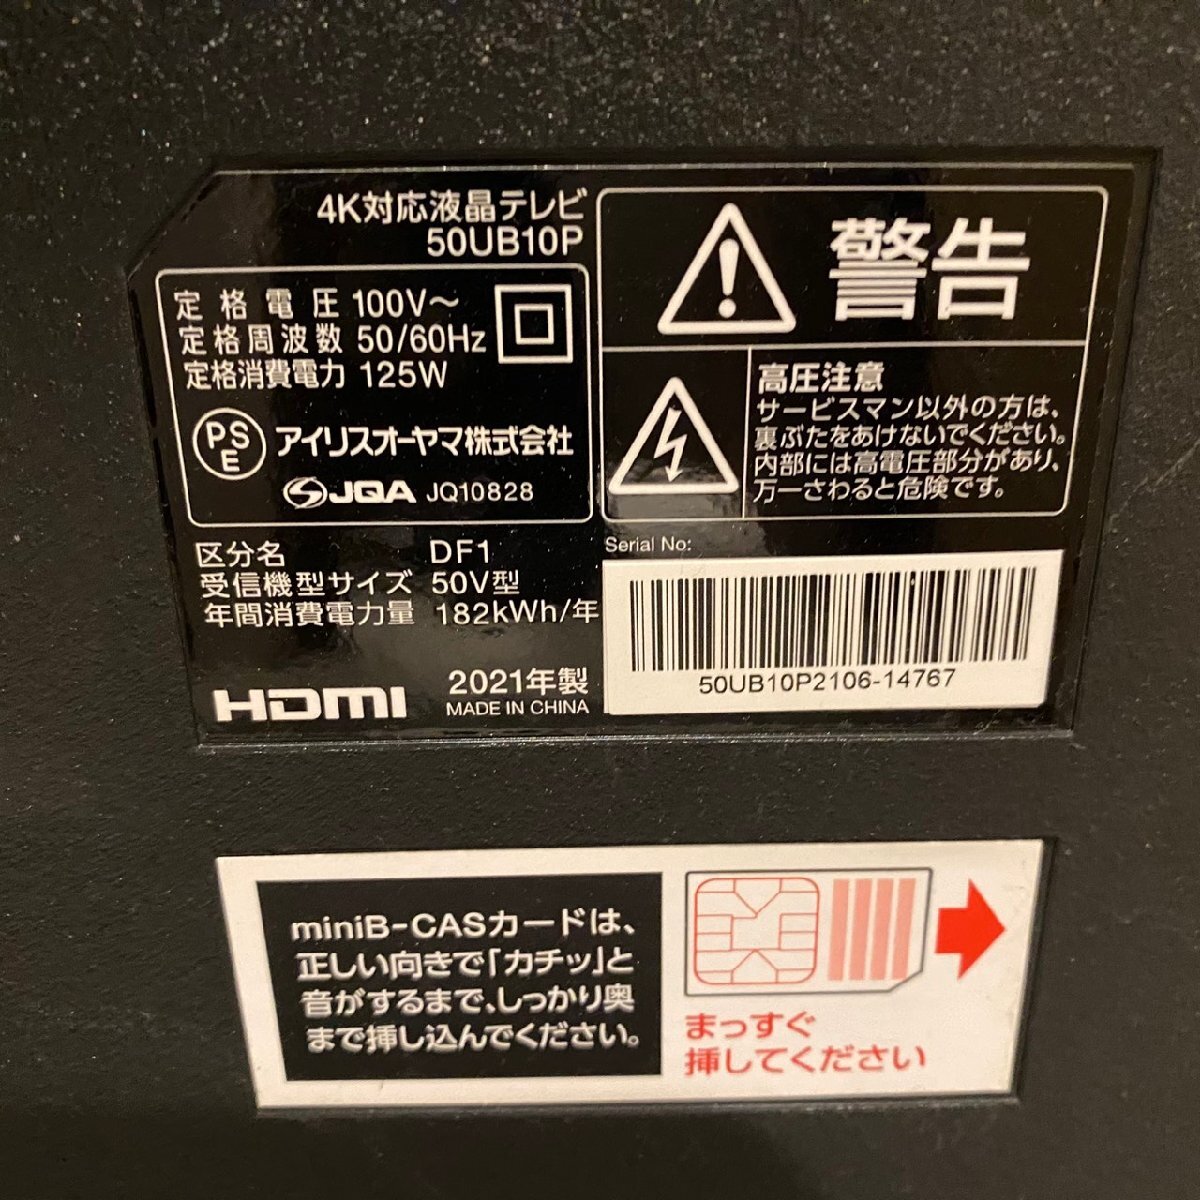 4K対応液晶テレビ
50UB10P
定格電圧 100V～
定格周波数 50/60Hz
定格消費電力 125W
PSE
アイリスオーヤマ株式会社
JQA JQ10828
警告
高圧注意
サービスマン以外の方は、
裏ぶたをあけないでください。
内部には高電圧部分があり、
万一さわると危険です。
区分名 DF1
受信機型サイズ 50V型
年間消費電力量 182kWh/年
HDMI
2021年製
MADE IN CHINA
Serial No:
50UB10P2106-14767
miniB-CASカードは、
正しい向きで「カチッ」と
音がするまで、しっかり奥
まで挿し込んでください。
まっすぐ
挿してください